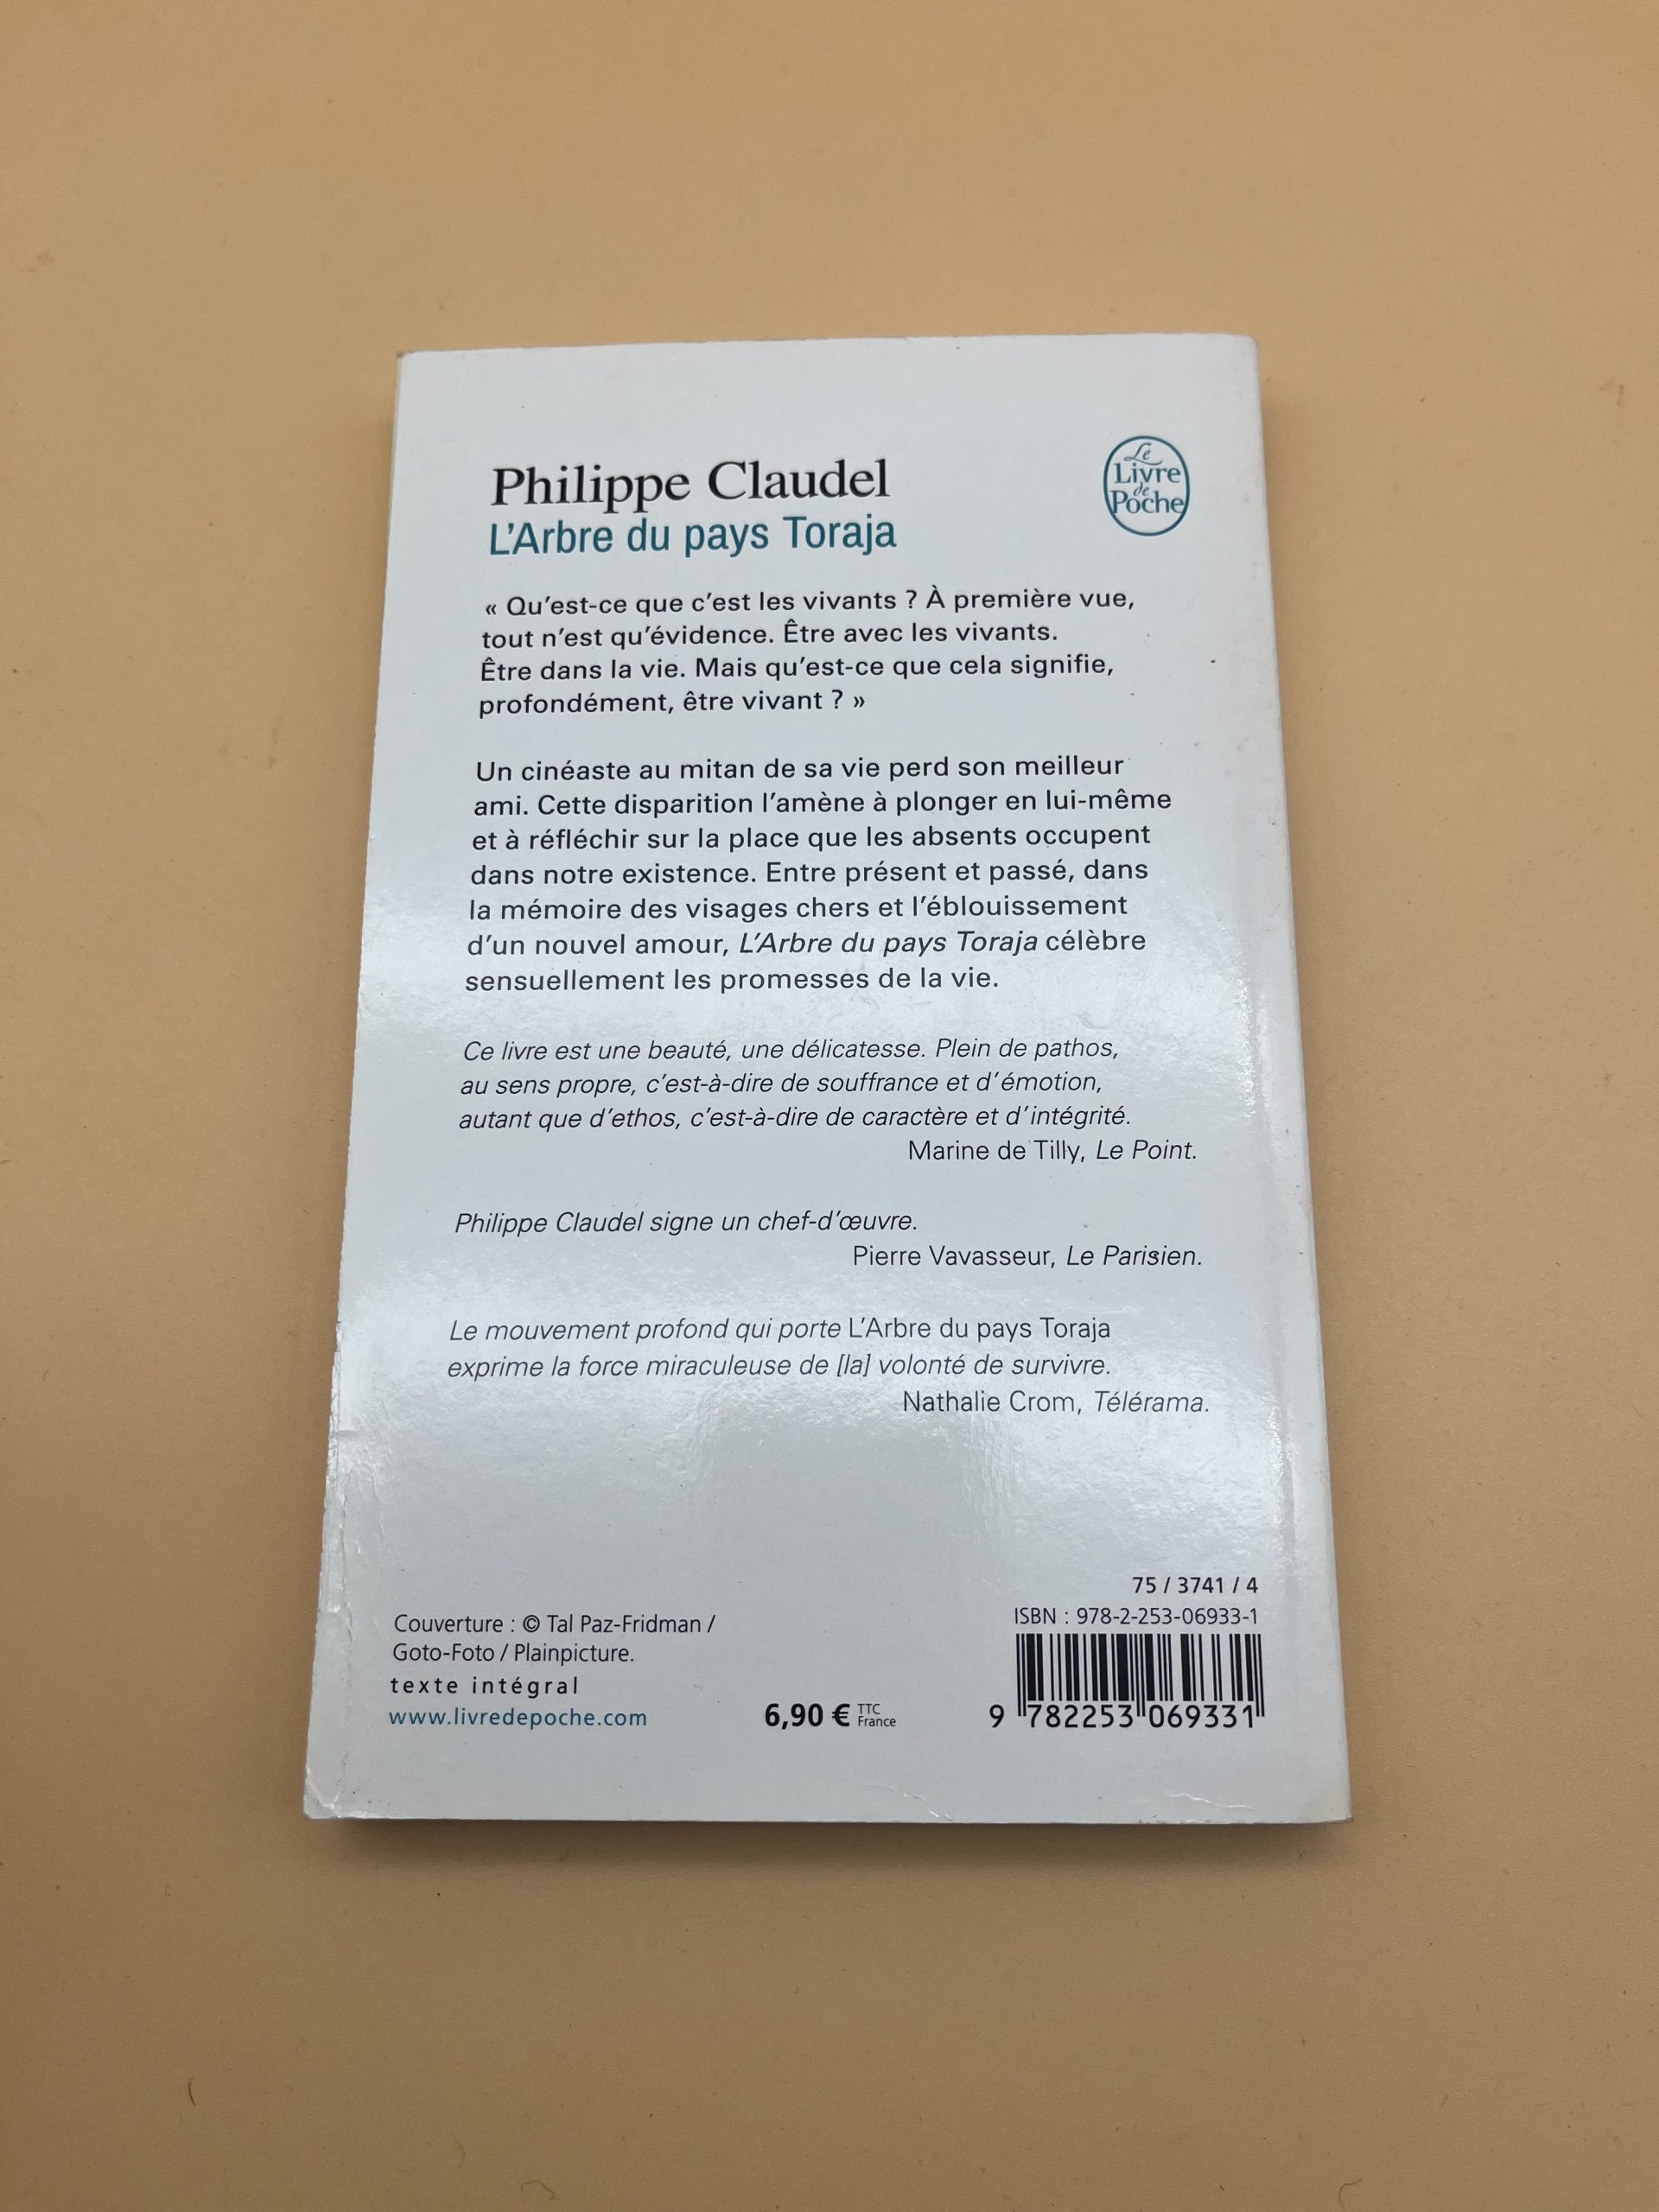 Philippe Claudel
L'Arbre du pays Toraja
Le
Livre
de
Poche
« Qu'est-ce que c'est les vivants ? À première vue,
tout n'est qu'évidence. Être avec les vivants.
Être dans la vie. Mais qu'est-ce que cela signifie,
profondément, être vivant ? »
Un cinéaste au mitan de sa vie perd son meilleur
ami. Cette disparition l'amène à plonger en lui-même
et à réfléchir sur la place que les absents occupent
dans notre existence. Entre présent et passé, dans
la mémoire des visages chers et l'éblouissement
d'un nouvel amour, L'Arbre du pays Toraja célèbre
sensuellement les promesses de la vie.
Ce livre est une beauté, une délicatesse. Plein de pathos,
au sens propre, c'est-à-dire de souffrance et d'émotion,
autant que d'ethos, c'est-à-dire de caractère et d'intégrité.
Marine de Tilly, Le Point.
Philippe Claudel signe un chef-d'œuvre.
Pierre Vavasseur, Le Parisien.
Le mouvement profond qui porte L'Arbre du pays Toraja
exprime la force miraculeuse de [la] volonté de survivre.
Nathalie Crom, Télérama.
Couverture : © Tal Paz-Fridman /
Goto-Foto / Plainpicture.
texte intégral
www.livredepoche.com
6,90 € TTC
France
75 / 3741 / 4
ISBN : 978-2-253-06933-1
9 782253 069331